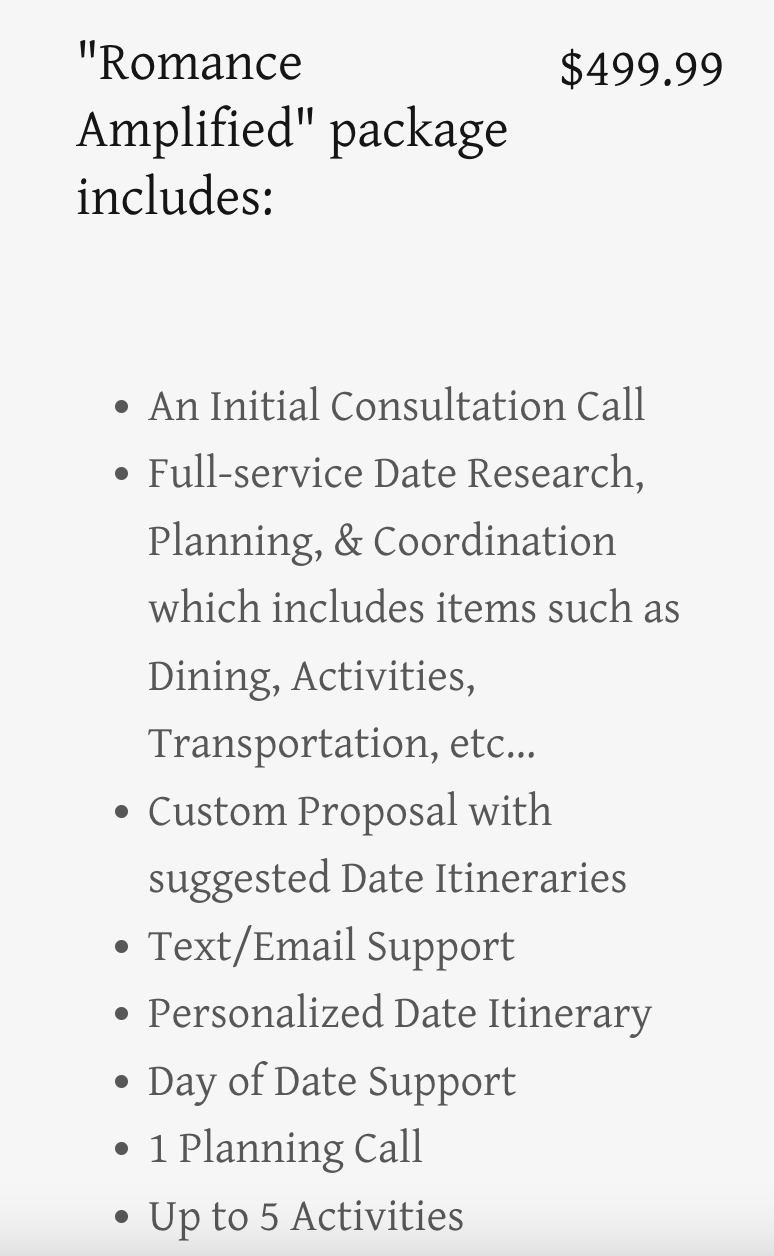 "Romance
Amplified" package
includes:
$499.99
• An Initial Consultation Call
• Full-service Date Research,
Planning, & Coordination
which includes items such as
Dining, Activities,
Transportation, etc...
• Custom Proposal with
suggested Date Itineraries
• Text/Email Support
• Personalized Date Itinerary
• Day of Date Support
• 1 Planning Call
• Up to 5 Activities